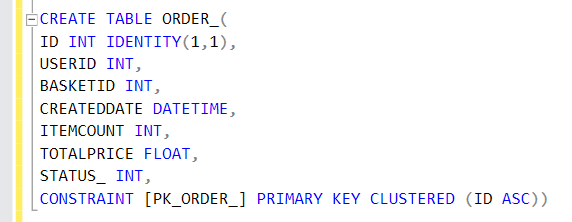 CREATE TABLE ORDER_(
ID INT IDENTITY(1,1),
USERID INT,
BASKETID INT,
CREATEDDATE DATETIME,
ITEMCOUNT INT,
TOTALPRICE FLOAT,
STATUS_ INT,
CONSTRAINT [PK_ORDER_] PRIMARY KEY CLUSTERED (ID ASC))